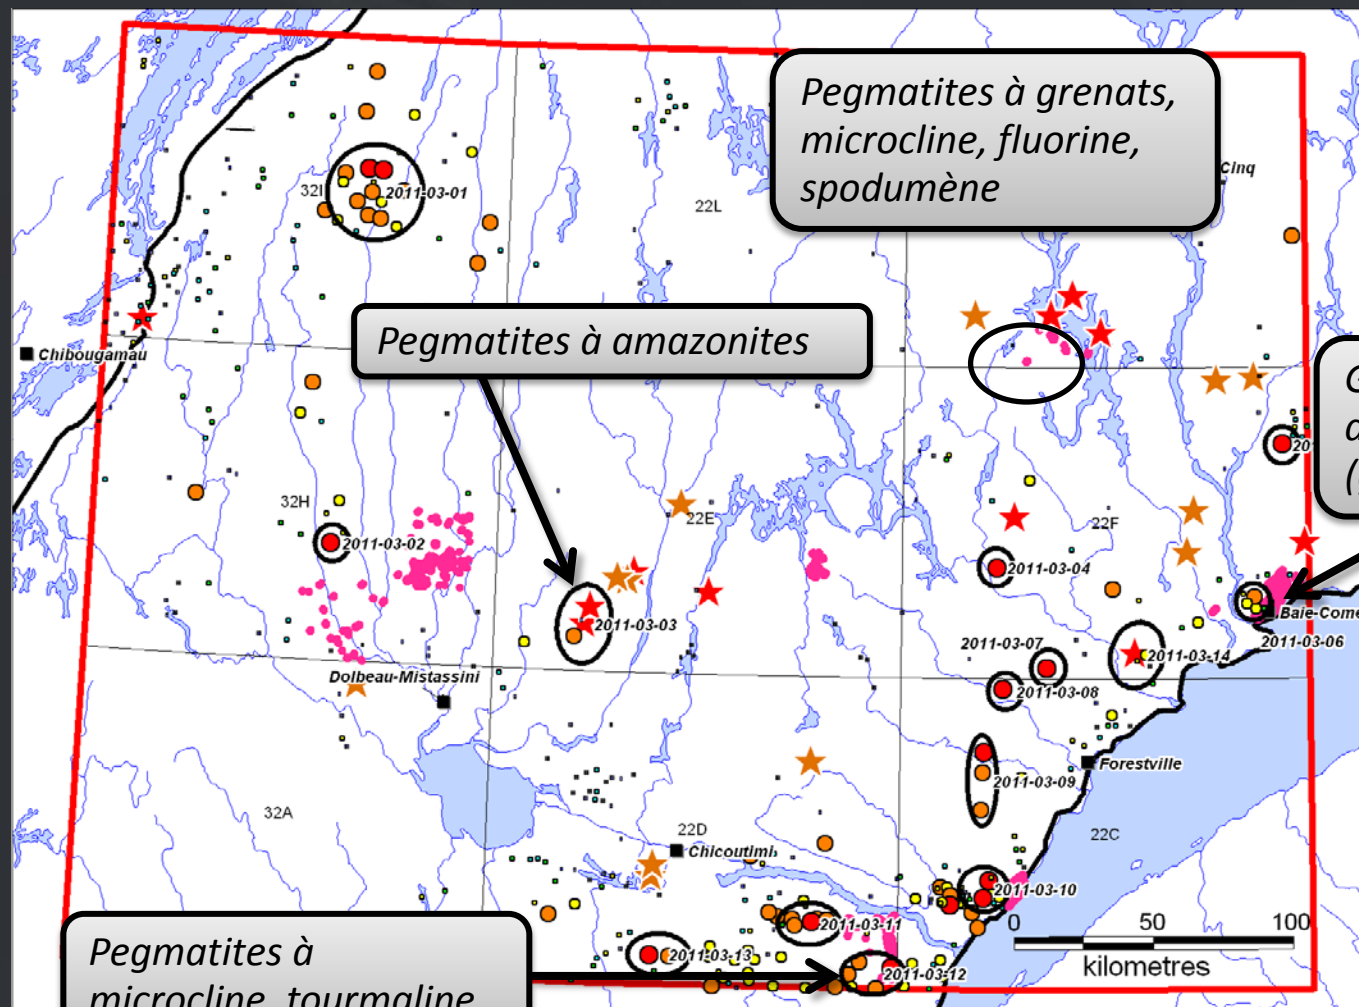 Pegmatites à grenats,
microcline, fluorine,
spodumène
Cinq
32I
2011-03-01
22L
Pegmatites à amazonites
Chibougamau
G
(
20
32H
2011-03-02
22E
22F
2011-03-04
2011-03-03
Baie-Come
2011-03-06
2011-03-07
2011-03-14
Dolbeau-Mistassini
2011-03-08
Forestville
2011-03-09
32A
22D
22C
Chicoutimi
2011-03-10
0 50 100
kilometres
2011-03-11
2011-03-13
2011-03-12
Pegmatites à
microcline, tourmaline